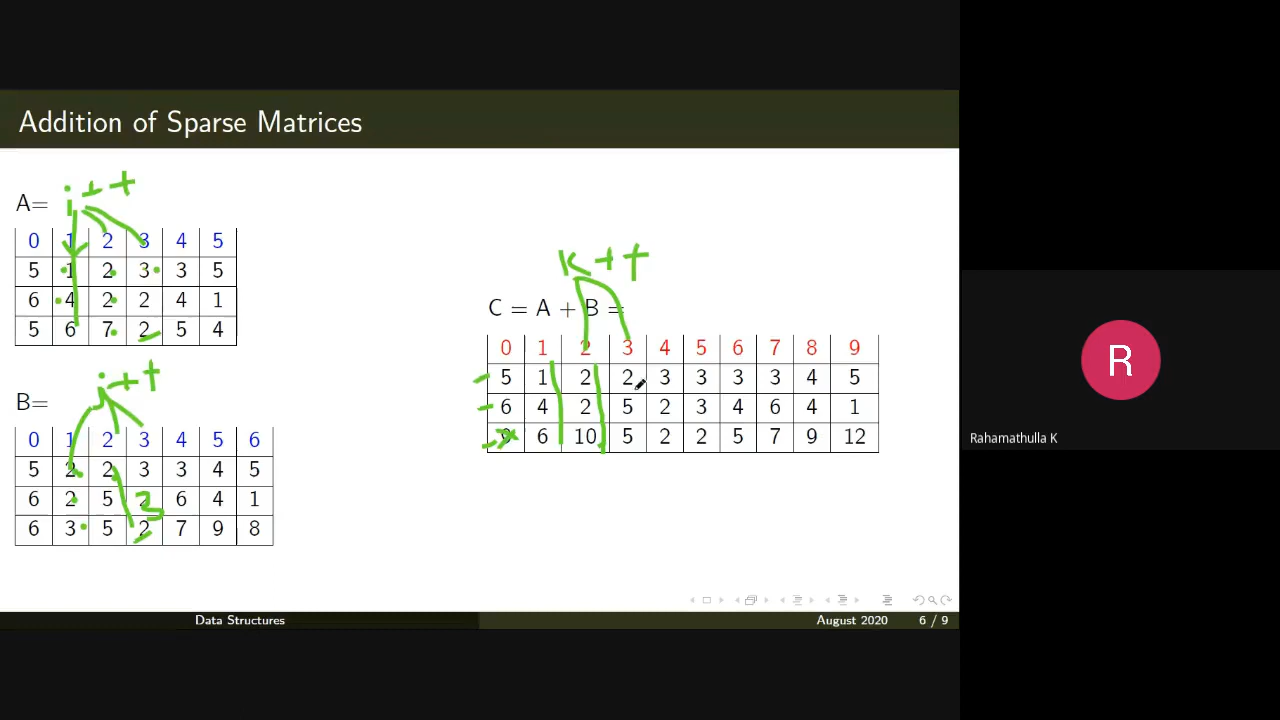 Addition of Sparse Matrices
i++
A=
0 1 2 3 4 5
5 1 2 3 3 5
6 4 2 2 4 1
5 6 7 2 5 4
j++
B=
0 1 2 3 4 5 6
5 2 2 3 3 4 5
6 2 5 3 6 4 1
6 3 5 2 7 9 8
k++
C = A + B =
0 1 2 3 4 5 6 7 8 9
5 1 2 2 3 3 3 3 4 5
6 4 2 5 2 3 4 6 4 1
9 6 10 5 2 2 5 7 9 12
R
Rahamathulla K
Data Structures
August 2020 6 / 9